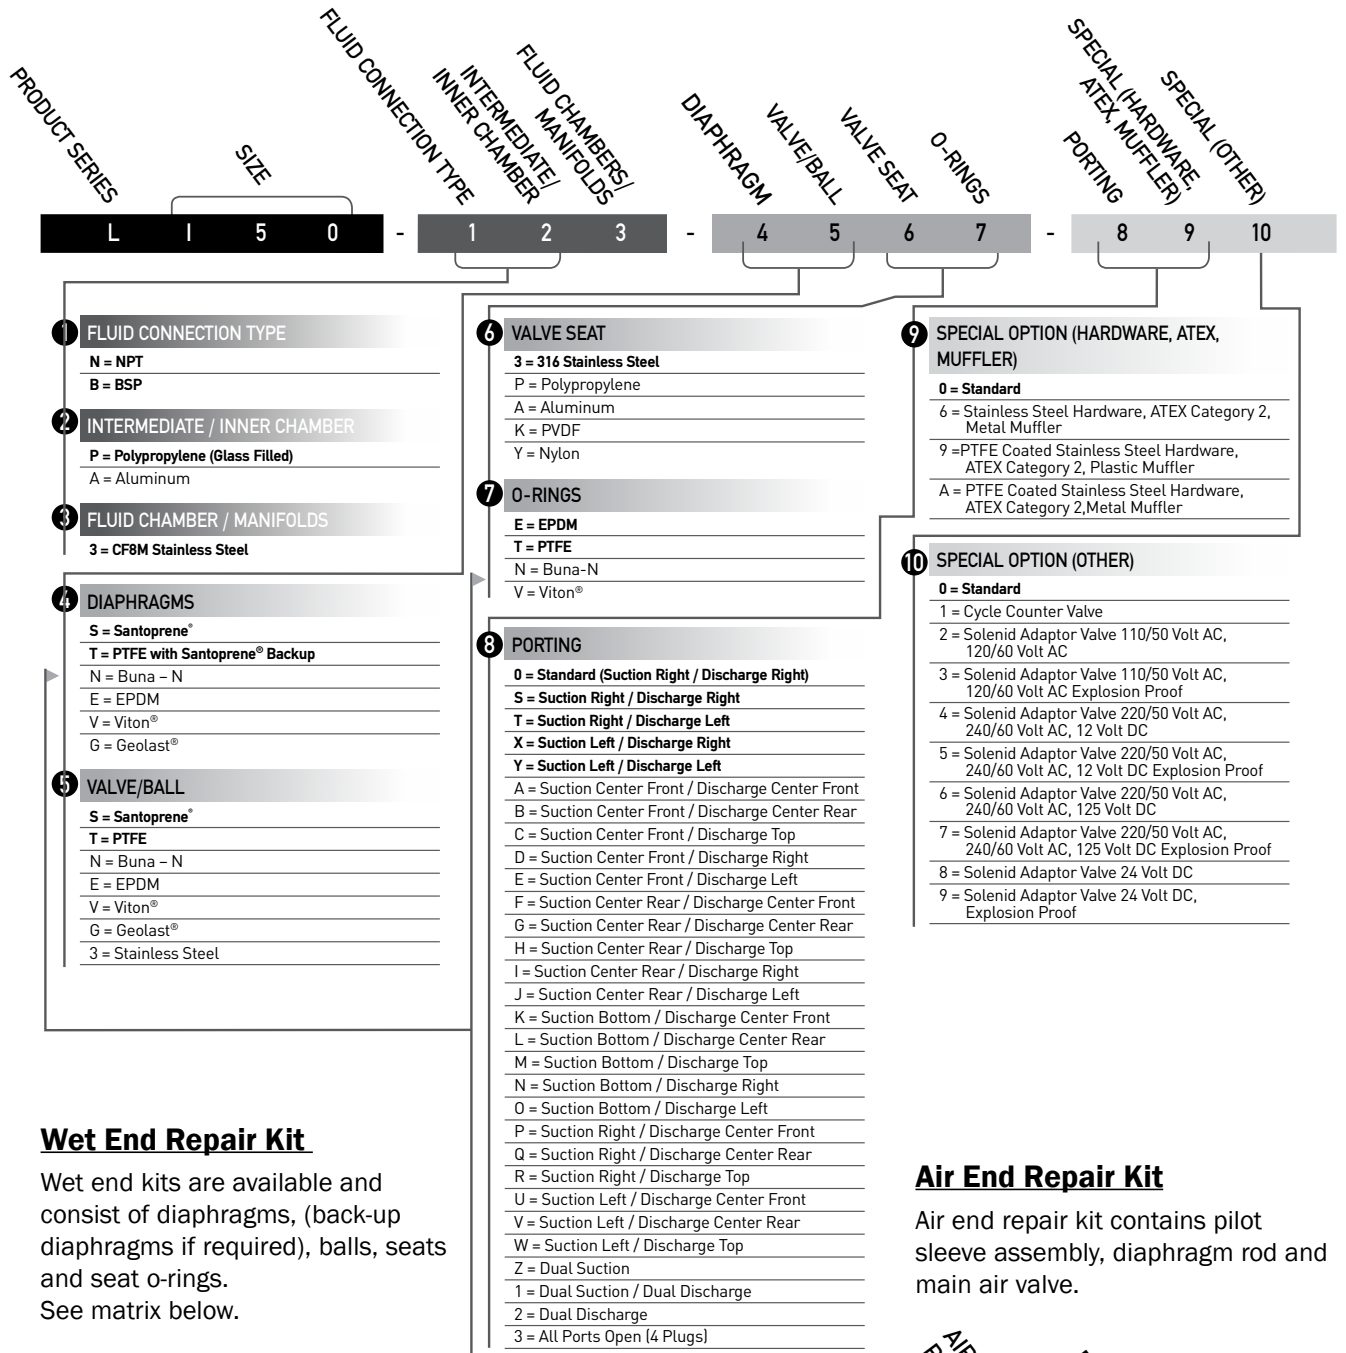 PRODUCT SERIES
SIZE
FLUID CONNECTION TYPE
INTERMEDIATE/
INNER CHAMBER
FLUID CHAMBERS/
MANIFOLDS
DIAPHRAGM
VALVE/BALL
VALVE SEAT
O-RINGS
PORTING
SPECIAL (HARDWARE,
ATEX, MUFFLER)
SPECIAL (OTHER)
L I 5 0 - 1 2 3 - 4 5 6 7 - 8 9 10
1 FLUID CONNECTION TYPE
N = NPT
B = BSP
2 INTERMEDIATE / INNER CHAMBER
P = Polypropylene (Glass Filled)
A = Aluminum
3 FLUID CHAMBER / MANIFOLDS
3 = CF8M Stainless Steel
4 DIAPHRAGMS
S = Santoprene®
T = PTFE with Santoprene® Backup
N = Buna – N
E = EPDM
V = Viton®
G = Geolast®
5 VALVE/BALL
S = Santoprene®
T = PTFE
N = Buna – N
E = EPDM
V = Viton®
G = Geolast®
3 = Stainless Steel
6 VALVE SEAT
3 = 316 Stainless Steel
P = Polypropylene
A = Aluminum
K = PVDF
Y = Nylon
7 O-RINGS
E = EPDM
T = PTFE
N = Buna-N
V = Viton®
8 PORTING
0 = Standard (Suction Right / Discharge Right)
S = Suction Right / Discharge Right
T = Suction Right / Discharge Left
X = Suction Left / Discharge Right
Y = Suction Left / Discharge Left
A = Suction Center Front / Discharge Center Front
B = Suction Center Front / Discharge Center Rear
C = Suction Center Front / Discharge Top
D = Suction Center Front / Discharge Right
E = Suction Center Front / Discharge Left
F = Suction Center Rear / Discharge Center Front
G = Suction Center Rear / Discharge Center Rear
H = Suction Center Rear / Discharge Top
I = Suction Center Rear / Discharge Right
J = Suction Center Rear / Discharge Left
K = Suction Bottom / Discharge Center Front
L = Suction Bottom / Discharge Center Rear
M = Suction Bottom / Discharge Top
N = Suction Bottom / Discharge Right
O = Suction Bottom / Discharge Left
P = Suction Right / Discharge Center Front
Q = Suction Right / Discharge Center Rear
R = Suction Right / Discharge Top
U = Suction Left / Discharge Center Front
V = Suction Left / Discharge Center Rear
W = Suction Left / Discharge Top
Z = Dual Suction
1 = Dual Suction / Dual Discharge
2 = Dual Discharge
3 = All Ports Open (4 Plugs)
9 SPECIAL OPTION (HARDWARE, ATEX,
MUFFLER)
0 = Standard
6 = Stainless Steel Hardware, ATEX Category 2,
Metal Muffler
9 =PTFE Coated Stainless Steel Hardware,
ATEX Category 2, Plastic Muffler
A = PTFE Coated Stainless Steel Hardware,
ATEX Category 2,Metal Muffler
10 SPECIAL OPTION (OTHER)
0 = Standard
1 = Cycle Counter Valve
2 = Solenid Adaptor Valve 110/50 Volt AC,
120/60 Volt AC
3 = Solenid Adaptor Valve 110/50 Volt AC,
120/60 Volt AC Explosion Proof
4 = Solenid Adaptor Valve 220/50 Volt AC,
240/60 Volt AC, 12 Volt DC
5 = Solenid Adaptor Valve 220/50 Volt AC,
240/60 Volt AC, 12 Volt DC Explosion Proof
6 = Solenid Adaptor Valve 220/50 Volt AC,
240/60 Volt AC, 125 Volt DC
7 = Solenid Adaptor Valve 220/50 Volt AC,
240/60 Volt AC, 125 Volt DC Explosion Proof
8 = Solenid Adaptor Valve 24 Volt DC
9 = Solenid Adaptor Valve 24 Volt DC,
Explosion Proof
Wet End Repair Kit
Wet end kits are available and
consist of diaphragms, (back-up
diaphragms if required), balls, seats
and seat o-rings.
See matrix below.
Air End Repair Kit
Air end repair kit contains pilot
sleeve assembly, diaphragm rod and
main air valve.